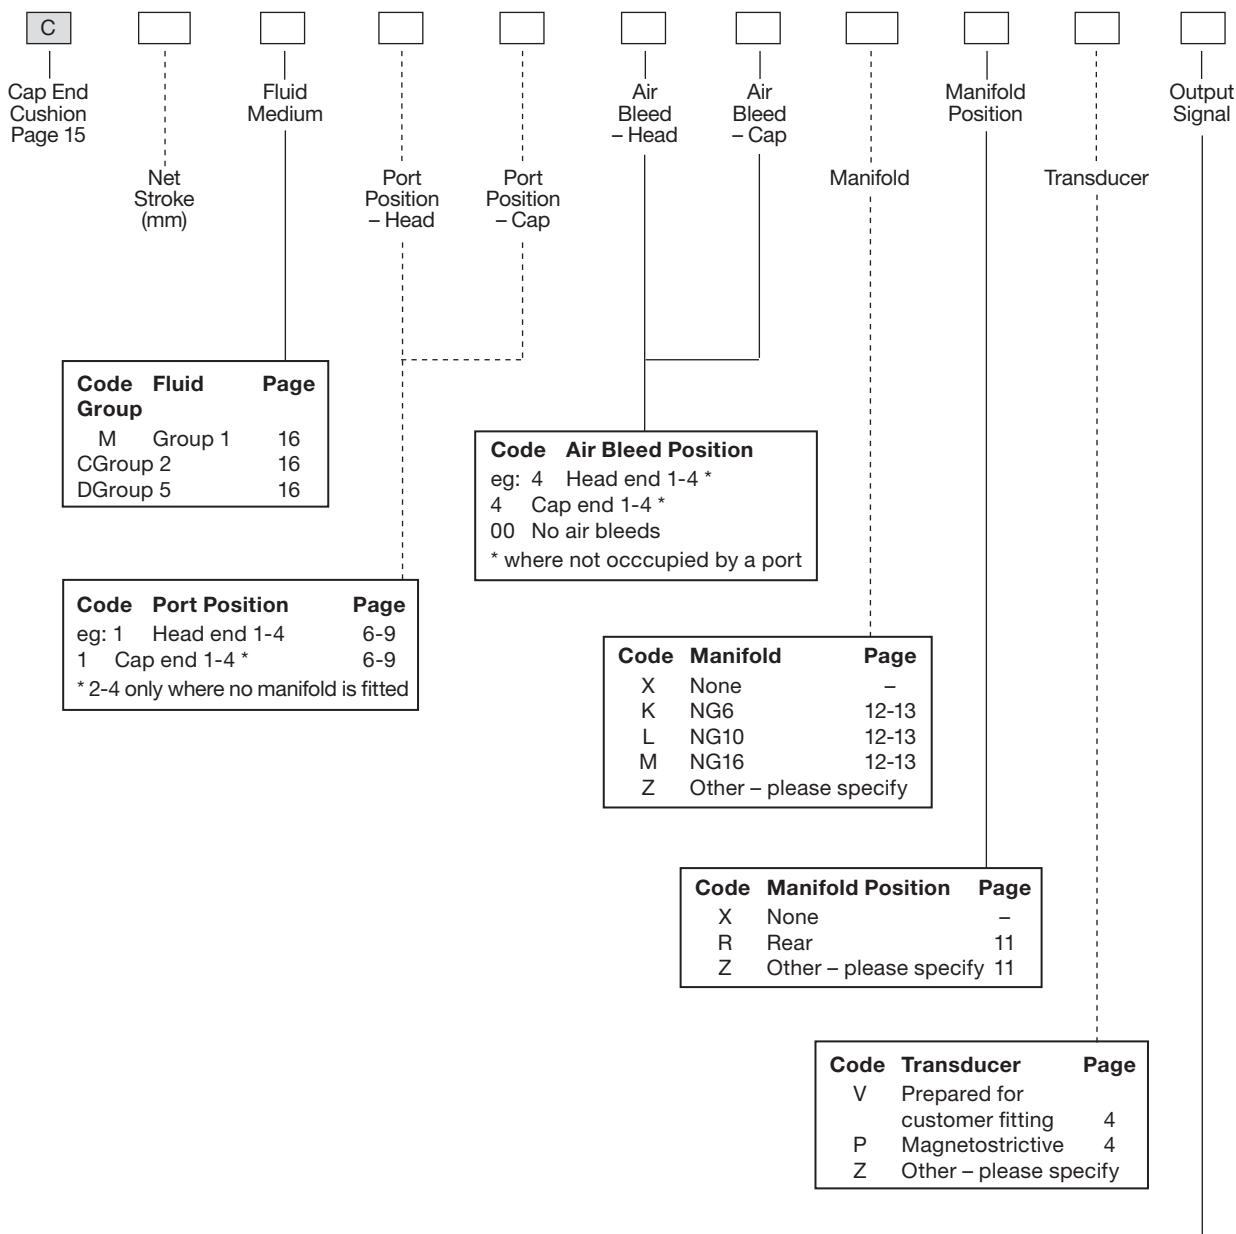 C
Cap End
Cushion
Page 15
Fluid
Medium
Air
Bleed
– Head
Air
Bleed
– Cap
Manifold
Position
Output
Signal
Net
Stroke
(mm)
Port
Position
– Head
Port
Position
– Cap
Manifold
Transducer
Code Fluid Page
Group
M Group 1 16
CGroup 2 16
DGroup 5 16
Code Air Bleed Position
eg: 4 Head end 1-4 *
4 Cap end 1-4 *
00 No air bleeds
* where not occcupied by a port
Code Port Position Page
eg: 1 Head end 1-4 6-9
1 Cap end 1-4 * 6-9
* 2-4 only where no manifold is fitted
Code Manifold Page
X None –
K NG6 12-13
L NG10 12-13
M NG16 12-13
Z Other – please specify
Code Manifold Position Page
X None –
R Rear 11
Z Other – please specify 11
Code Transducer Page
V Prepared for
customer fitting 4
P Magnetostrictive 4
Z Other – please specify